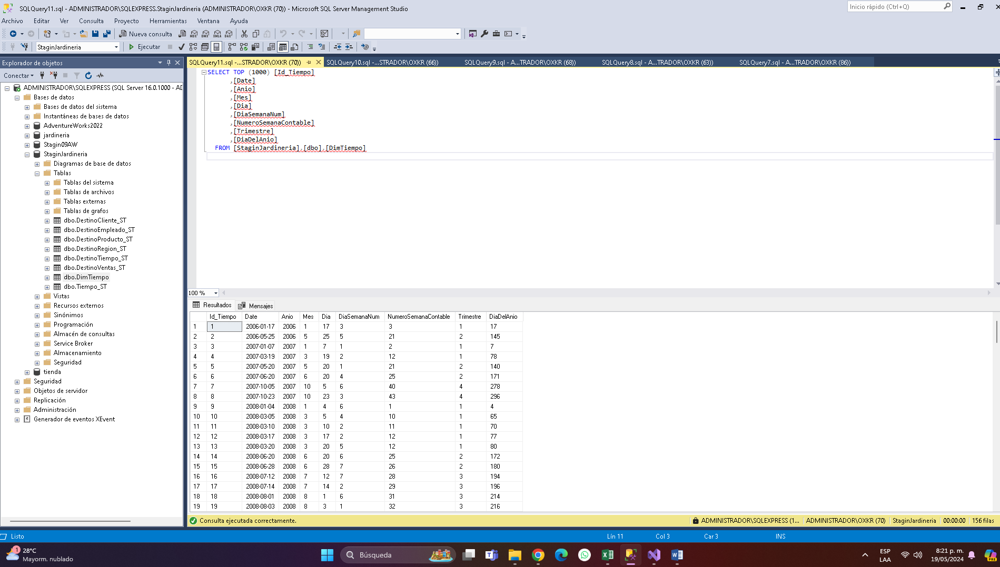 SQLQuery11.sql - ADMINISTRADOR\SQLEXPRESS.StaginJardineria (ADMINISTRADOR\OXKR (70)) - Microsoft SQL Server Management Studio
Inicio rápido (Ctrl+Q)
Archivo Editar Ver Consulta Proyecto Herramientas Ventana Ayuda
Nueva consulta
StaginJardineria Ejecutar
Explorador de objetos
Conectar
ADMINISTRADOR\SQLEXPRESS (SQL Server 16.0.1000 - AD
Bases de datos
Bases de datos del sistema
Instantáneas de bases de datos
AdventureWorks2022
jardineria
Stagin09AW
StaginJardineria
Diagramas de base de datos
Tablas
Tablas del sistema
Tablas de archivos
Tablas externas
Tablas de grafos
dbo.DestinoCliente_ST
dbo.DestinoEmpleado_ST
dbo.DestinoProducto_ST
dbo.DestinoRegion_ST
dbo.DestinoTiempo_ST
dbo.DestinoVentas_ST
dbo.DimTiempo
dbo.Tiempo_ST
Vistas
Recursos externos
Sinónimos
Programación
Almacén de consultas
Service Broker
Almacenamiento
Seguridad
tienda
Seguridad
Objetos de servidor
Replicación
Administración
Generador de eventos XEvent
SQLQuery11.sql -...STRADOR\OXKR (70)) SQLQuery10.sql -...STRADOR\OXKR (66)) SQLQuery9.sql - A...TRADOR\OXKR (68)) SQLQuery8.sql - A...TRADOR\OXKR (63)) SQLQuery7.sql - A...TRADOR\OXKR (86))
SELECT TOP (1000) [Id_Tiempo]
,[Date]
,[Anio]
,[Mes]
,[Dia]
,[DiaSemanaNum]
,[NumeroSemanaContable]
,[Trimestre]
,[DiaDelAnio]
FROM [StaginJardineria].[dbo].[DimTiempo]
100 %
Resultados Mensajes
Id_Tiempo Date Anio Mes Dia DiaSemanaNum NumeroSemanaContable Trimestre DiaDelAnio
1 1 2006-01-17 2006 1 17 3 3 1 17
2 2 2006-05-25 2006 5 25 5 21 2 145
3 3 2007-01-07 2007 1 7 1 2 1 7
4 4 2007-03-19 2007 3 19 2 12 1 78
5 5 2007-05-20 2007 5 20 1 21 2 140
6 6 2007-06-20 2007 6 20 4 25 2 171
7 7 2007-10-05 2007 10 5 6 40 4 278
8 8 2007-10-23 2007 10 23 3 43 4 296
9 9 2008-01-04 2008 1 4 6 1 1 4
10 10 2008-03-05 2008 3 5 4 10 1 65
11 11 2008-03-10 2008 3 10 2 11 1 70
12 12 2008-03-17 2008 3 17 2 12 1 77
13 13 2008-03-20 2008 3 20 5 12 1 80
14 14 2008-06-20 2008 6 20 6 25 2 172
15 15 2008-06-28 2008 6 28 7 26 2 180
16 16 2008-07-12 2008 7 12 7 28 3 194
17 17 2008-07-14 2008 7 14 2 29 3 196
18 18 2008-08-01 2008 8 1 6 31 3 214
19 19 2008-08-03 2008 8 3 1 32 3 216
Consulta ejecutada correctamente. ADMINISTRADOR\SQLEXPRESS (1... ADMINISTRADOR\OXKR (70) StaginJardineria 00:00:00 156 filas
Listo Lín 11 Col 3 Car 3 INS
1 28°C
Mayorm. nublado
Búsqueda
ESP
LAA
8:21 p. m.
19/05/2024